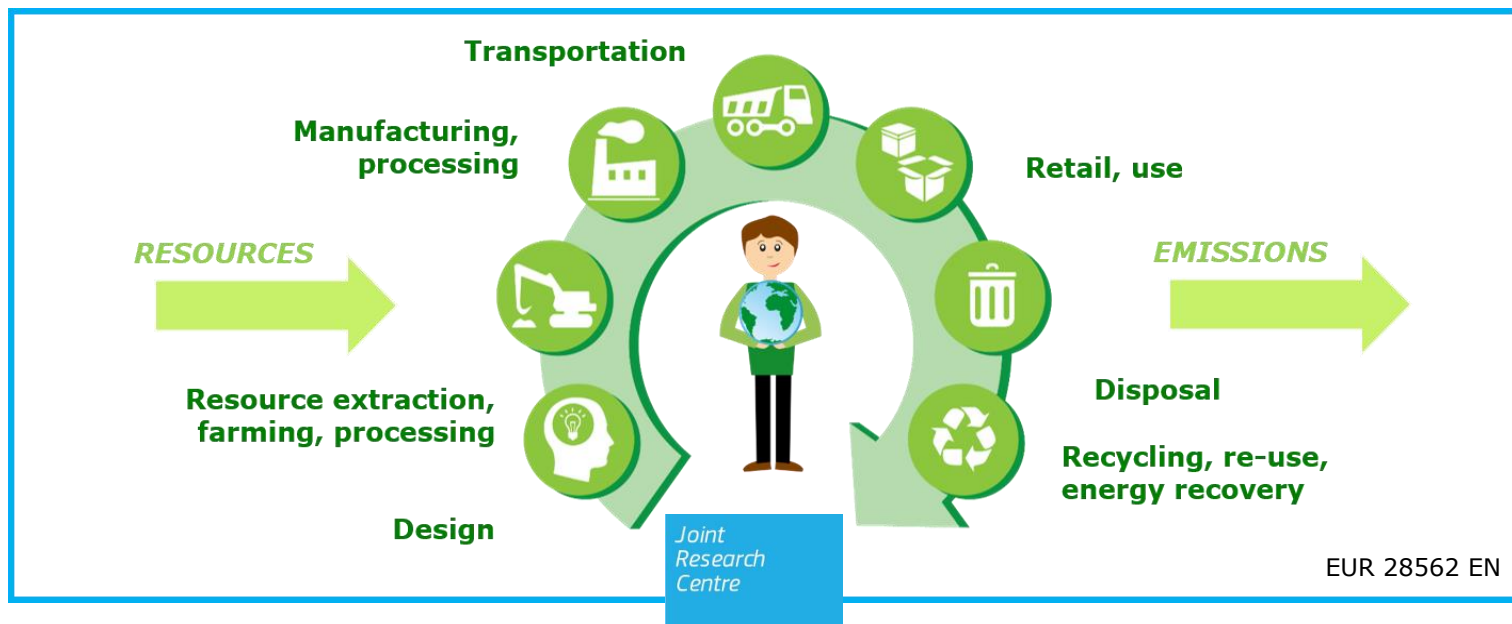 Transportation
Manufacturing,
processing
Retail, use
RESOURCES
EMISSIONS
Resource extraction,
farming, processing
Disposal
Recycling, re-use,
energy recovery
Design
Joint
Research
Centre
EUR 28562 EN